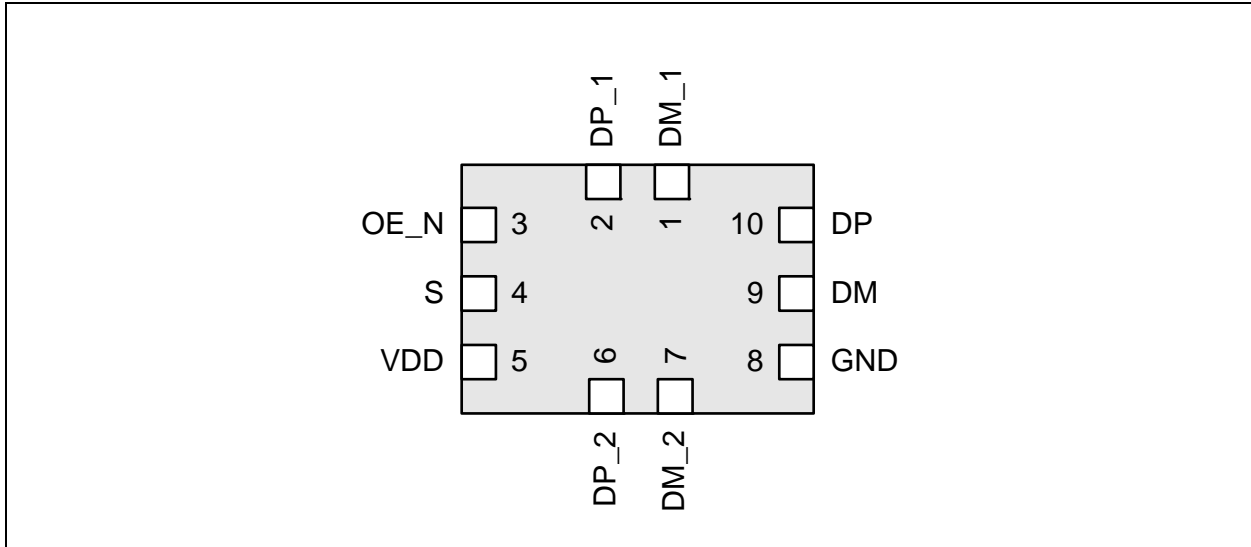 DP_1 DM_1
OE_N 3 2 1 10 DP
S 4 9 DM
VDD 5 6 7 8 GND
DP_2 DM_2